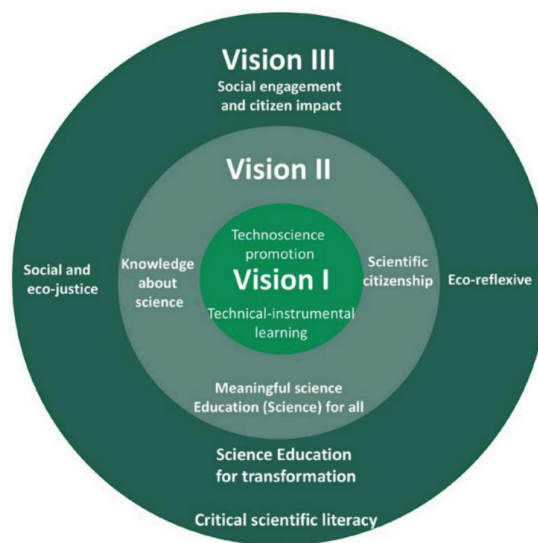 Vision III
Social engagement
and citizen impact
Vision II
Technoscience
promotion
Social and
eco-justice
Knowledge
about
science
Vision I
Scientific
citizenship
Eco-reflexive
Technical-instrumental
learning
Meaningful science
Education (Science) for all
Science Education
for transformation
Critical scientific literacy